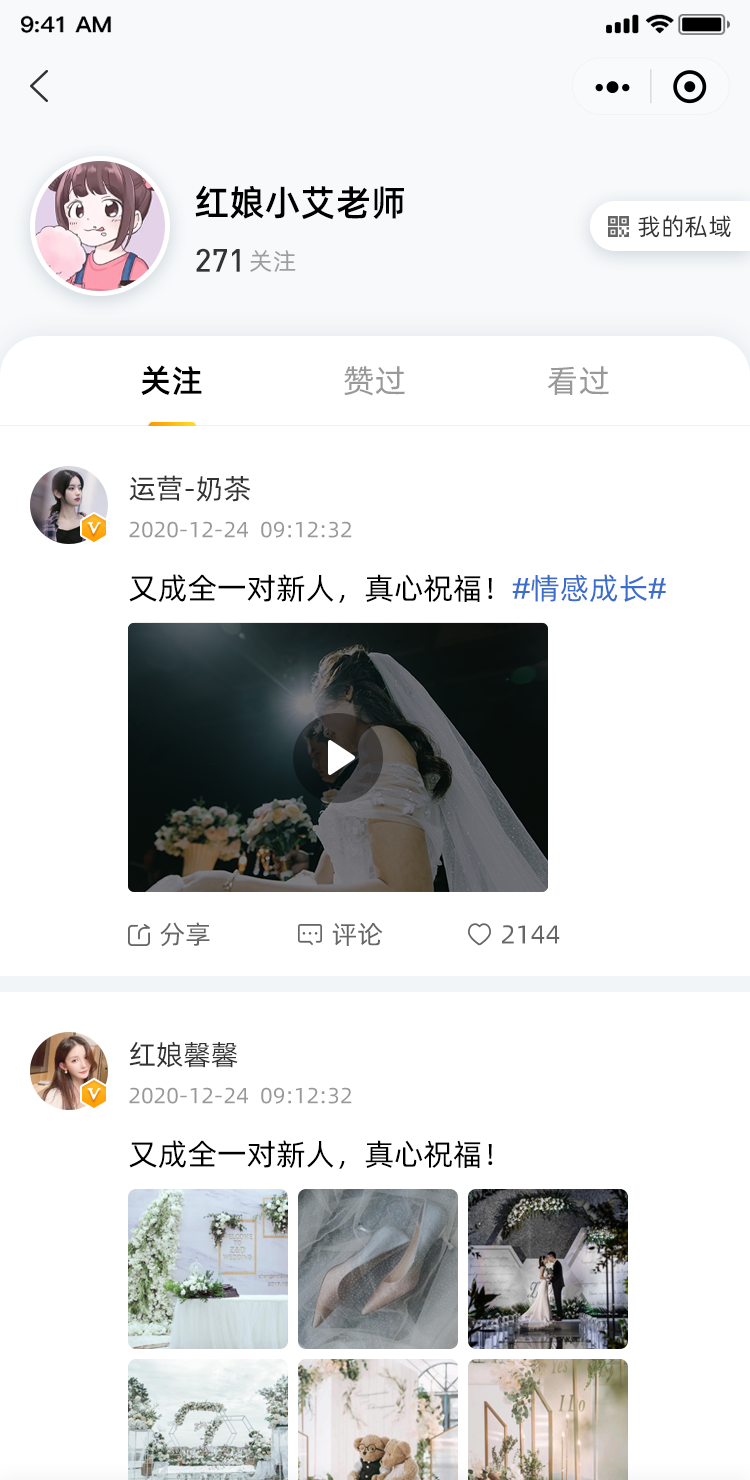 9:41 AM
红娘小艾老师
271 关注
我的私域
关注 赞过 看过
运营-奶茶
2020-12-24 09:12:32
又成全一对新人，真心祝福！#情感成长#
分享 评论 2144
红娘馨馨
2020-12-24 09:12:32
又成全一对新人，真心祝福！